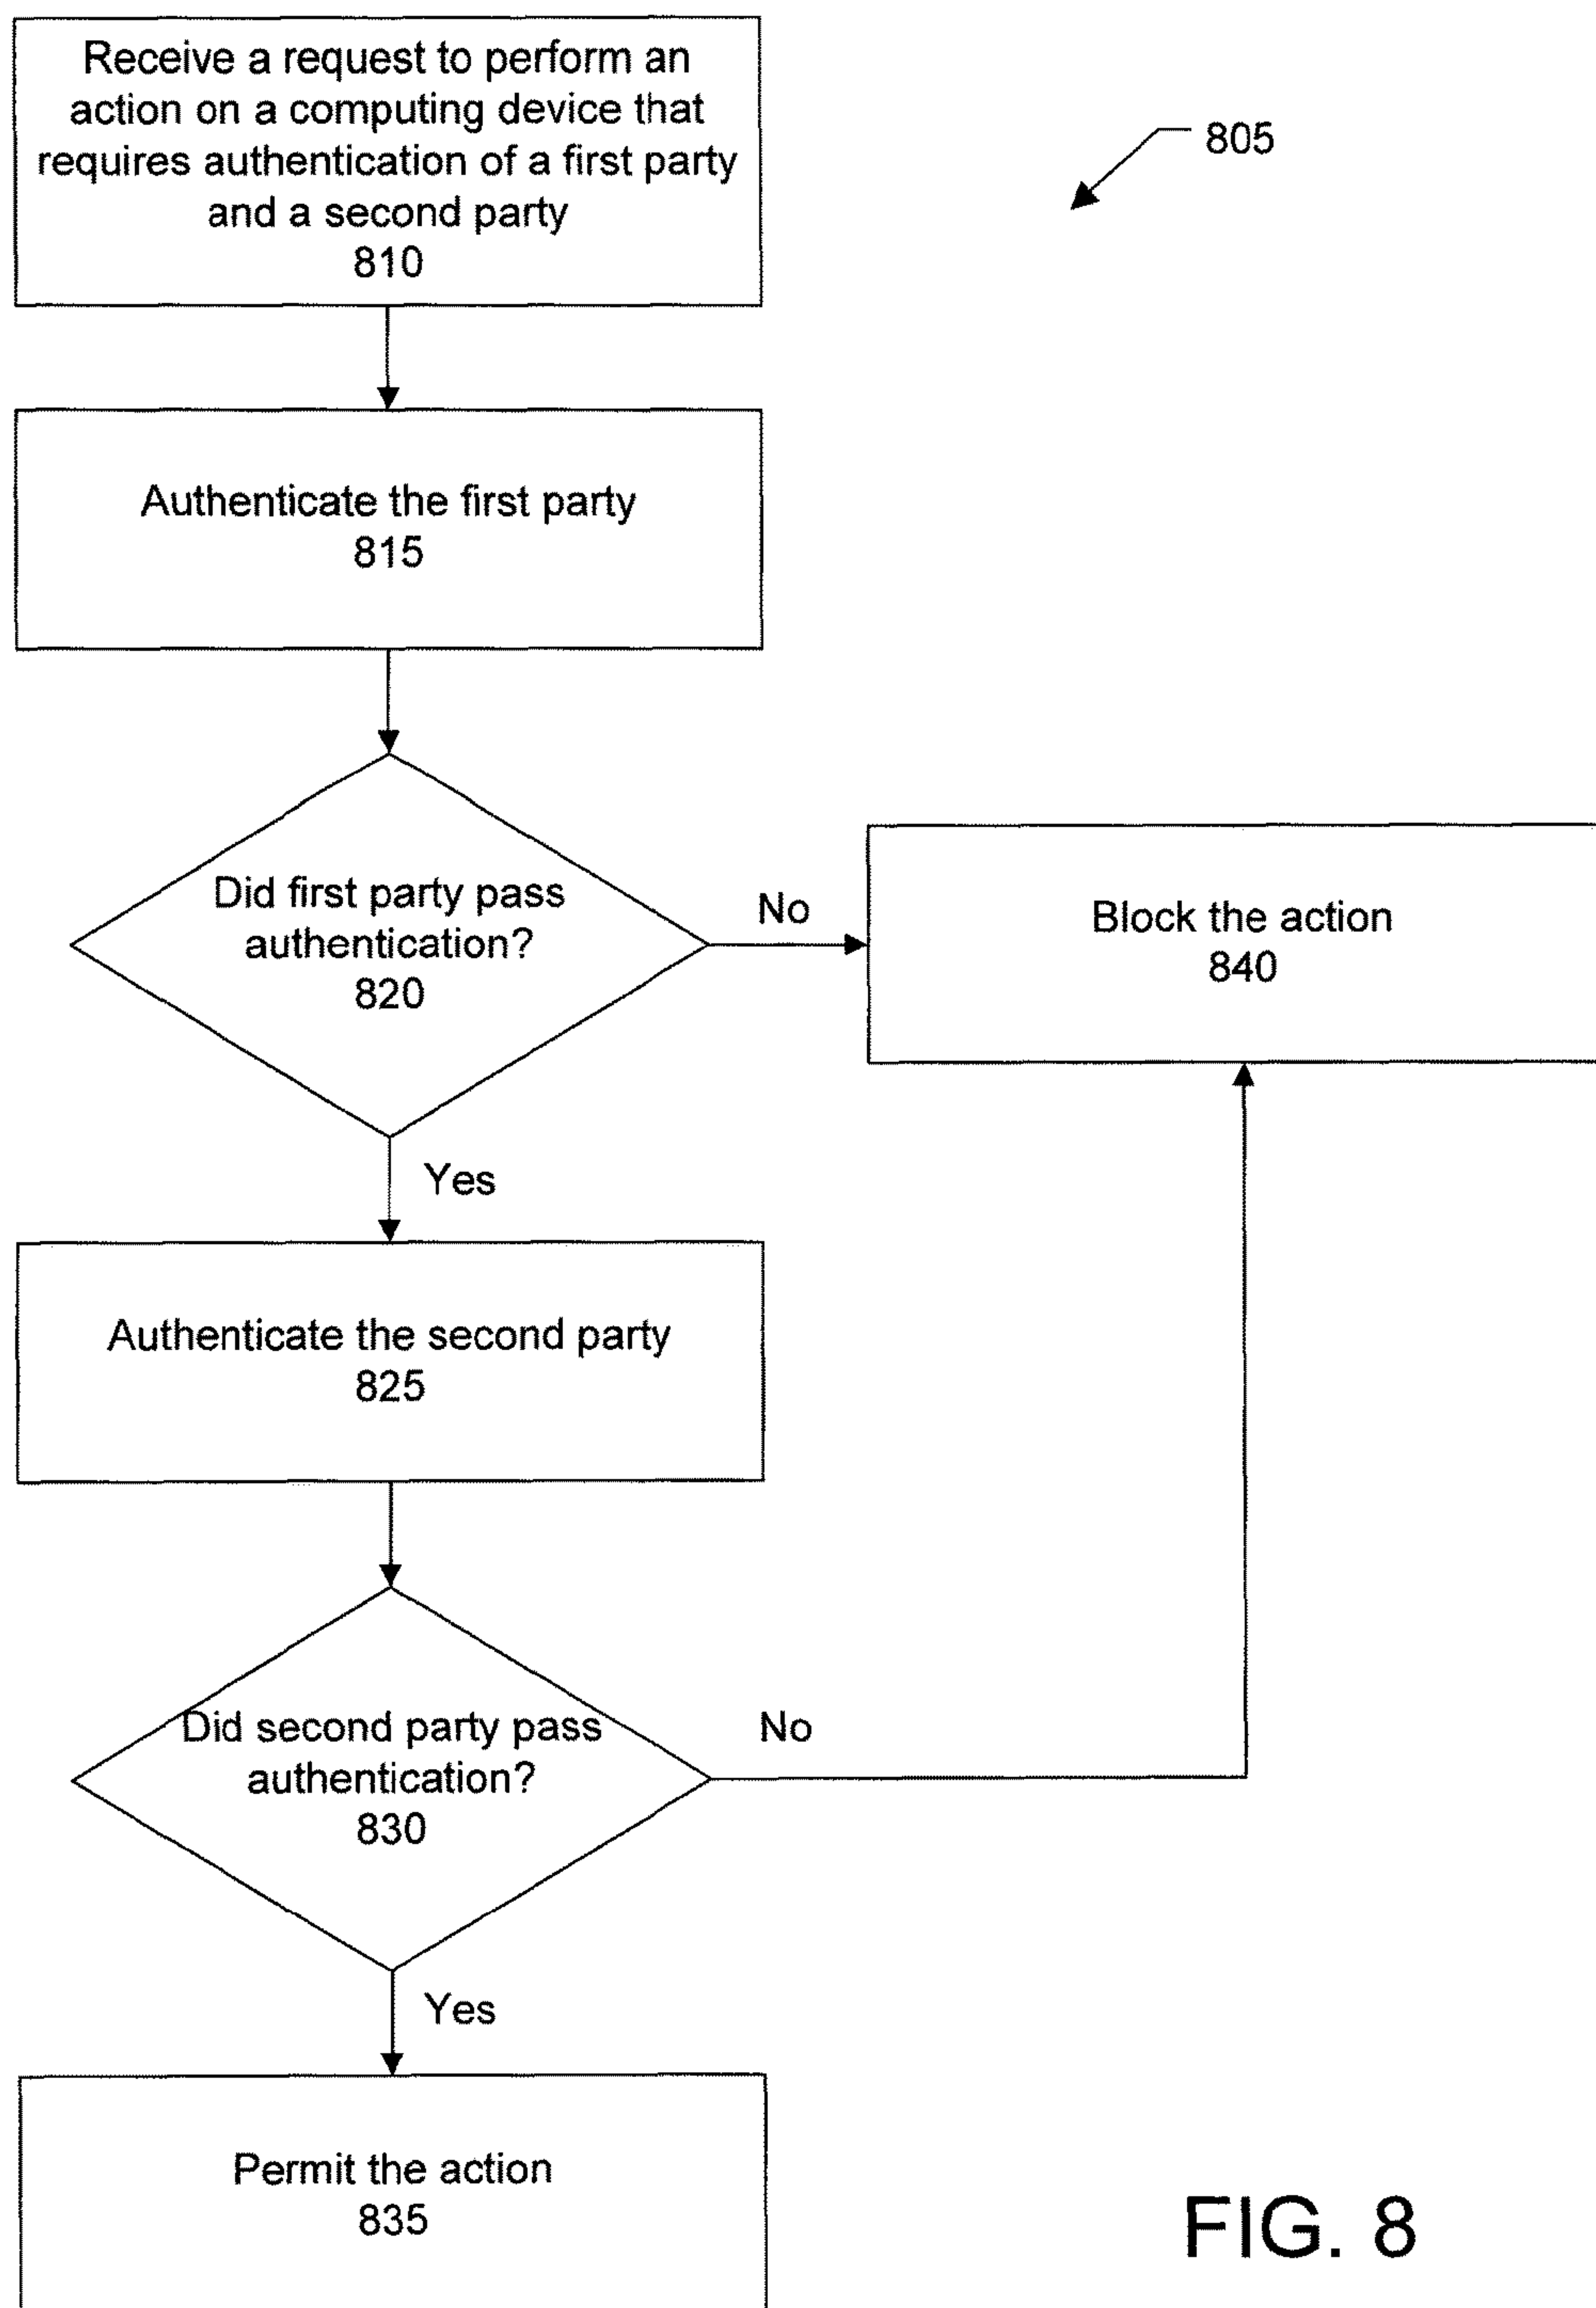 Receive a request to perform an
action on a computing device that
requires authentication of a first party
and a second party
810
805
Authenticate the first party
815
Did first party pass
authentication?
820
No
Block the action
840
Yes
Authenticate the second party
825
Did second party pass
authentication?
830
No
Yes
Permit the action
835
FIG. 8